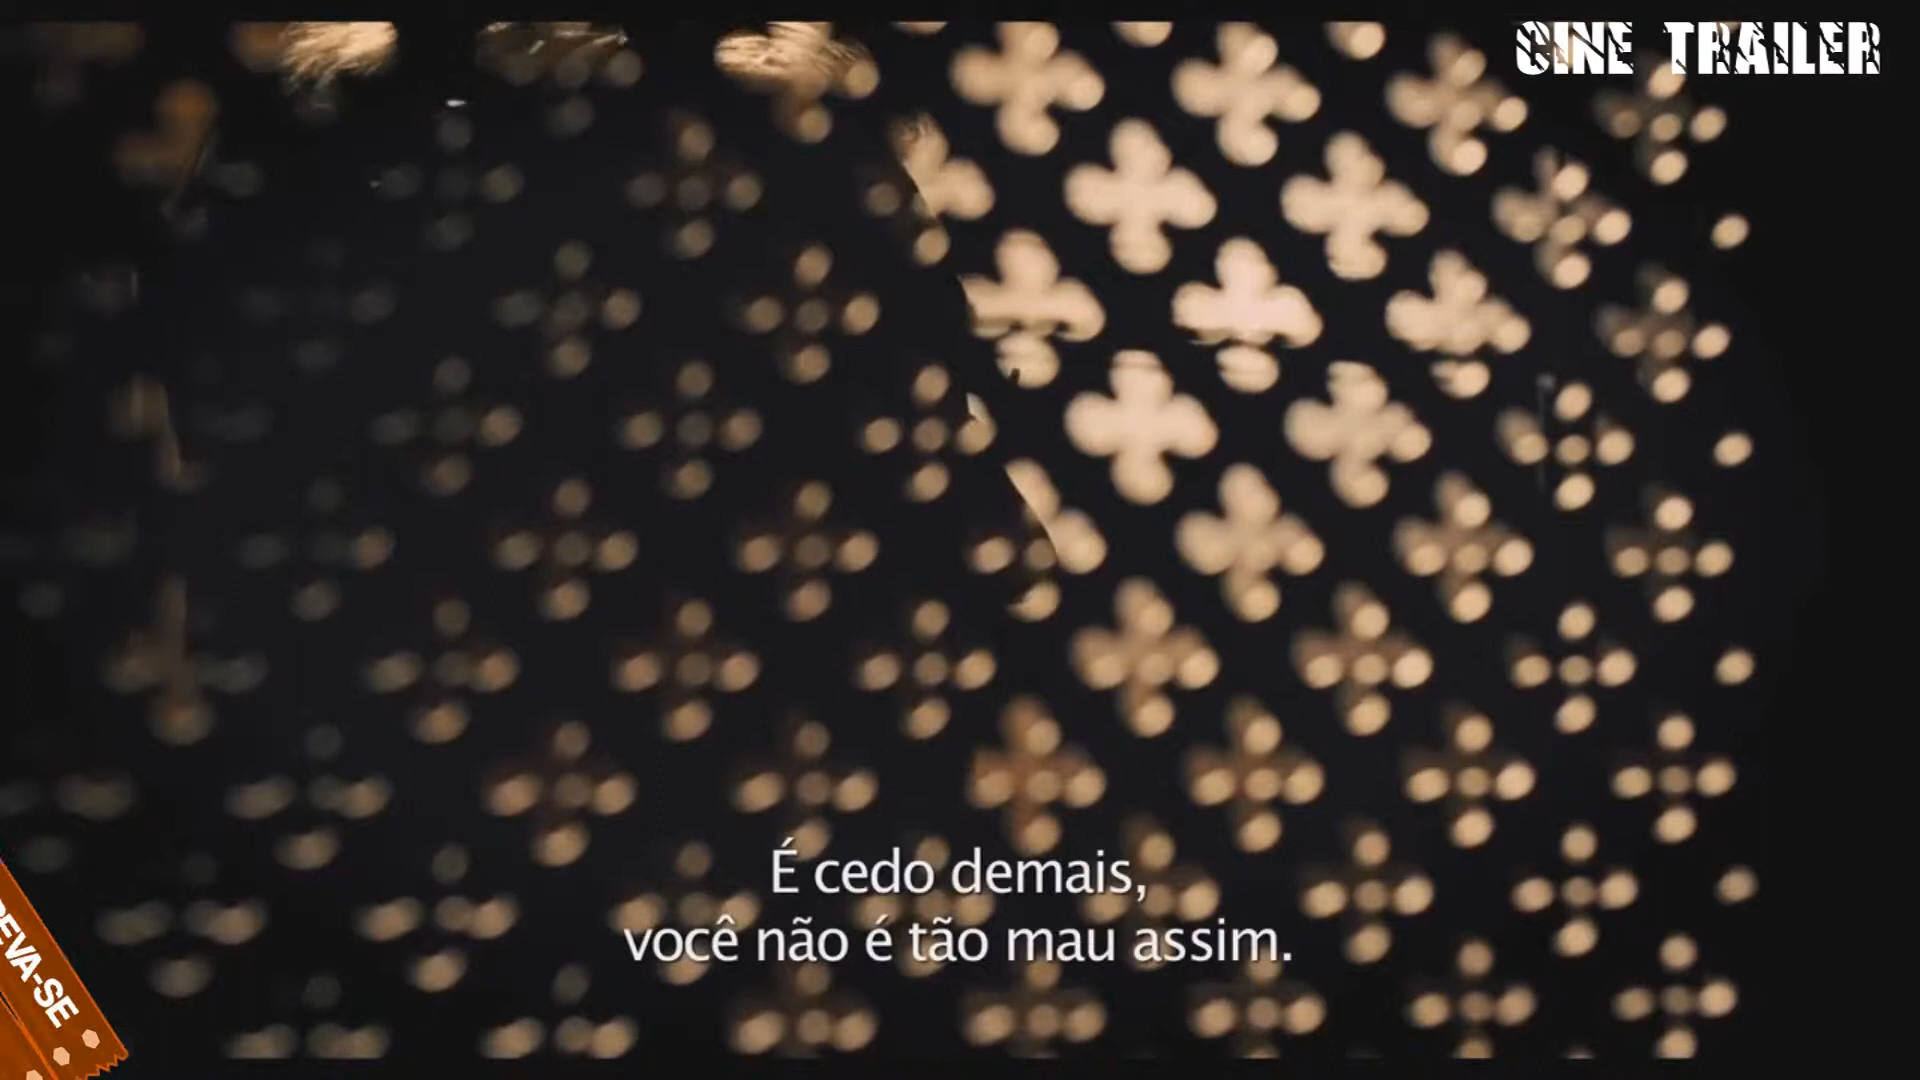 CINE TRAILER
É cedo demais,
você não é tão mau assim.
EVA-SE